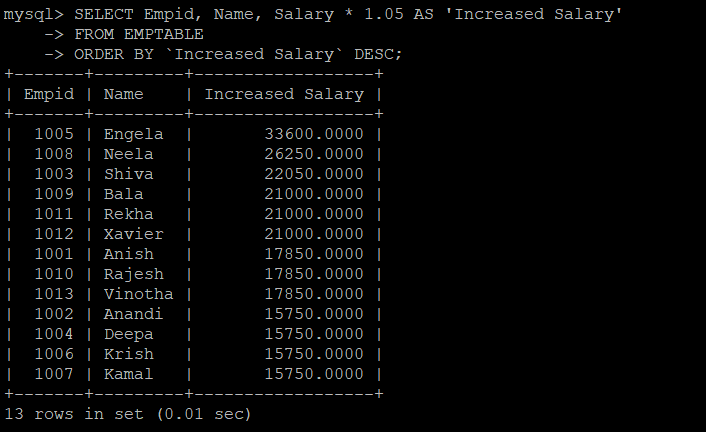 mysql> SELECT Empid, Name, Salary * 1.05 AS 'Increased Salary'
    -> FROM EMPTABLE
    -> ORDER BY `Increased Salary` DESC;
+-------+---------+------------------+
| Empid | Name    | Increased Salary |
+-------+---------+------------------+
|  1005 | Engela  |       33600.0000 |
|  1008 | Neela   |       26250.0000 |
|  1003 | Shiva   |       22050.0000 |
|  1009 | Bala    |       21000.0000 |
|  1011 | Rekha   |       21000.0000 |
|  1012 | Xavier  |       21000.0000 |
|  1001 | Anish   |       17850.0000 |
|  1010 | Rajesh  |       17850.0000 |
|  1013 | Vinotha |       17850.0000 |
|  1002 | Anandi  |       15750.0000 |
|  1004 | Deepa   |       15750.0000 |
|  1006 | Krish   |       15750.0000 |
|  1007 | Kamal   |       15750.0000 |
+-------+---------+------------------+
13 rows in set (0.01 sec)